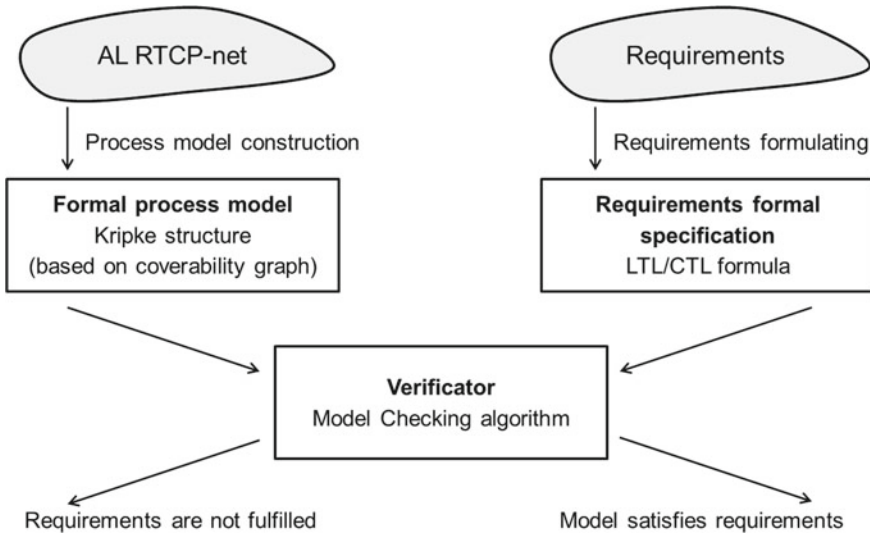 AL RTCP-net
Requirements
Process model construction
Requirements formulating
Formal process model
Kripke structure
(based on coverability graph)
Requirements formal
specification
LTL/CTL formula
Verificator
Model Checking algorithm
Requirements are not fulfilled
Model satisfies requirements